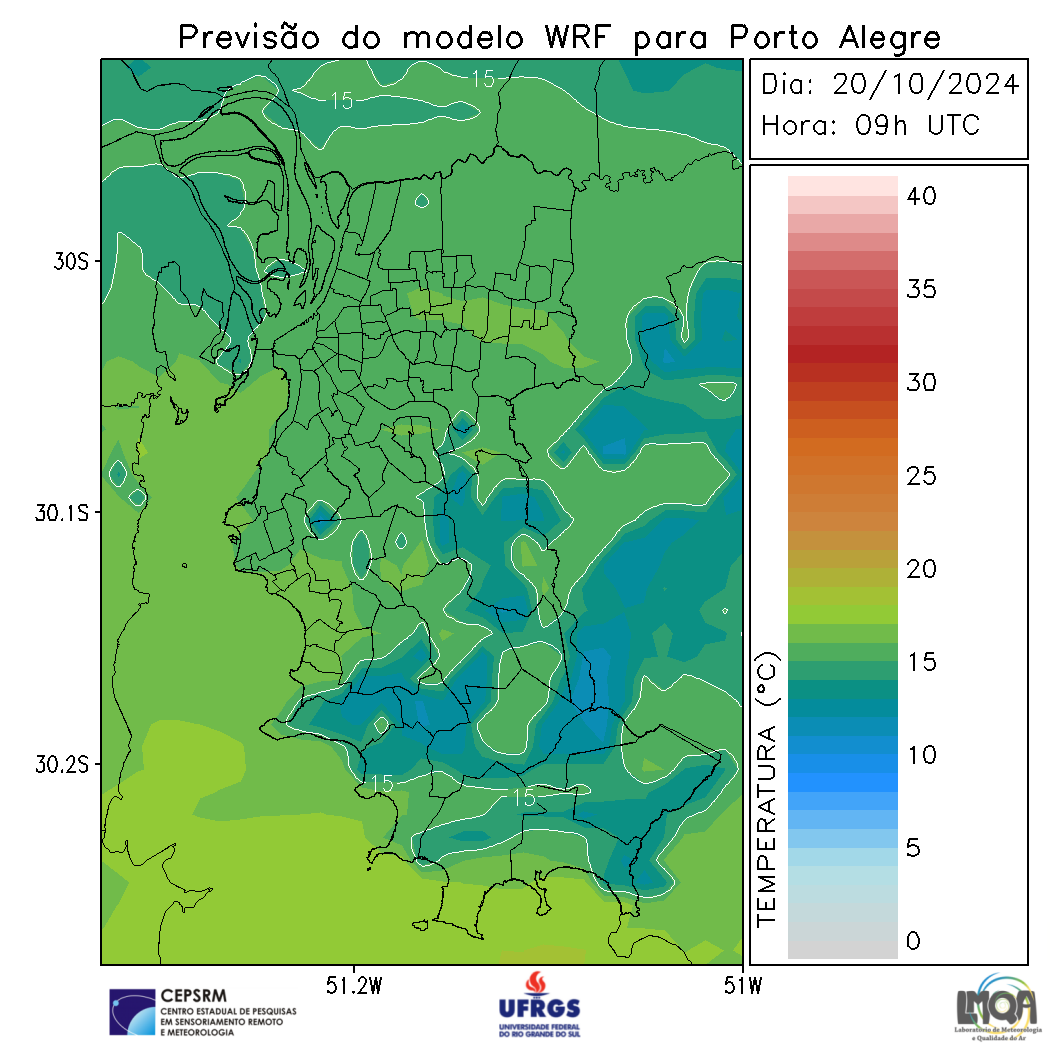 Previsão do modelo WRF para Porto Alegre
Dia: 20/10/2024
Hora: 09h UTC
15
15
30S
30.1S
30.2S
15
15
51.2W
51W
TEMPERATURA (°C)
40
35
30
25
20
15
10
5
0
CEPSRM
CENTRO ESTADUAL DE PESQUISAS
EM SENSORIAMENTO REMOTO
E METEOROLOGIA
UFRGS
UNIVERSIDADE FEDERAL
DO RIO GRANDE DO SUL
LMQA
Laboratório de Meteorologia
e Qualidade do Ar